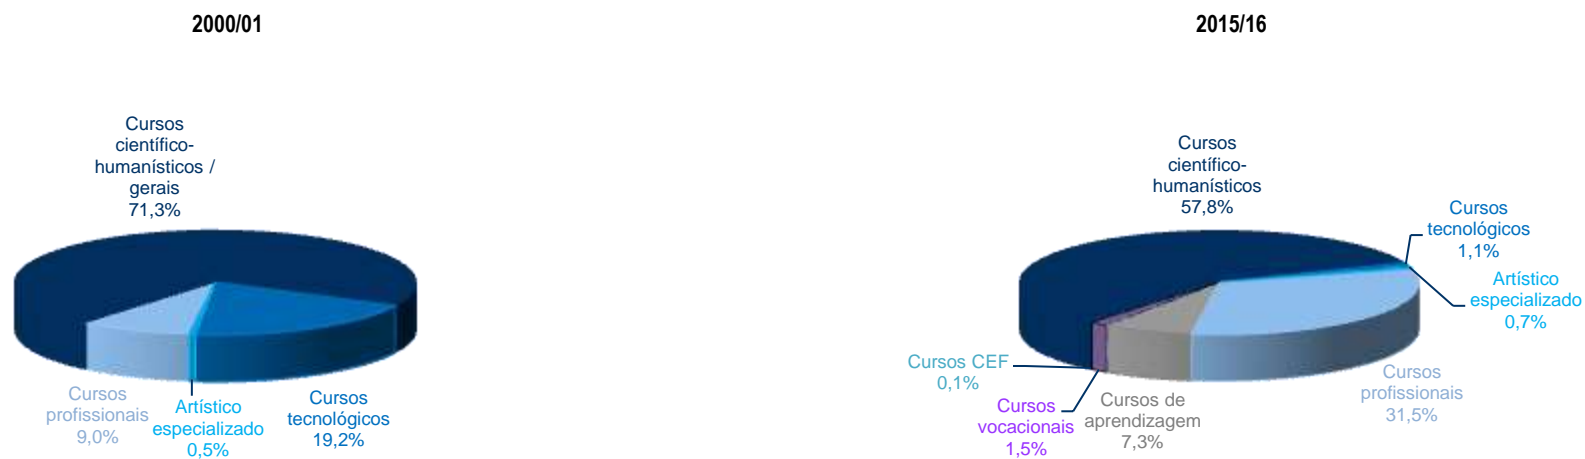 2000/01
Cursos
científico-
humanísticos /
gerais
71,3%
Cursos
profissionais
9,0%
Artístico
especializado
0,5%
Cursos
tecnológicos
19,2%
2015/16
Cursos
científico-
humanísticos
57,8%
Cursos
tecnológicos
1,1%
Artístico
especializado
0,7%
Cursos
profissionais
31,5%
Cursos de
aprendizagem
7,3%
Cursos
vocacionais
1,5%
Cursos CEF
0,1%